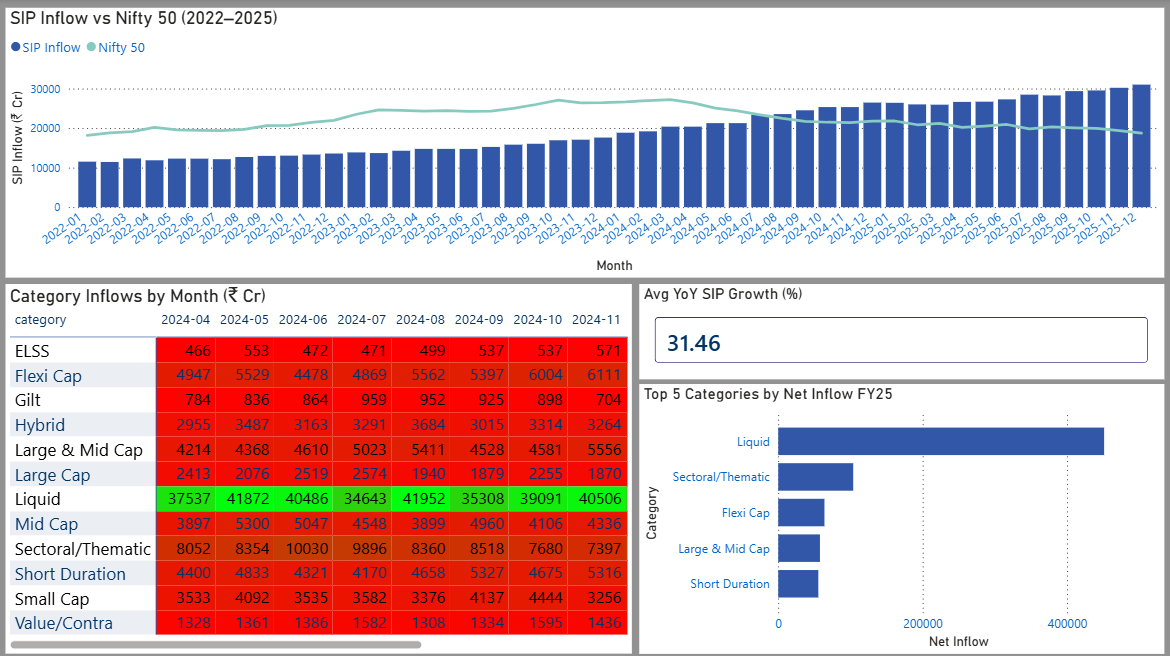 SIP Inflow vs Nifty 50 (2022–2025)
SIP Inflow Nifty 50
SIP Inflow (₹ Cr)
30000
20000
10000
0
2022-01 2022-02 2022-03 2022-04 2022-05 2022-06 2022-07 2022-08 2022-09 2022-10 2022-11 2022-12 2023-01 2023-02 2023-03 2023-04 2023-05 2023-06 2023-07 2023-08 2023-09 2023-10 2023-11 2023-12 2024-01 2024-02 2024-03 2024-04 2024-05 2024-06 2024-07 2024-08 2024-09 2024-10 2024-11 2024-12 2025-01 2025-02 2025-03 2025-04 2025-05 2025-06 2025-07 2025-08 2025-09 2025-10 2025-11 2025-12
Month
Category Inflows by Month (₹ Cr)
category 2024-04 2024-05 2024-06 2024-07 2024-08 2024-09 2024-10 2024-11
ELSS 466 553 472 471 499 537 537 571
Flexi Cap 4947 5529 4478 4869 5562 5397 6004 6111
Gilt 784 836 864 959 952 925 898 704
Hybrid 2955 3487 3163 3291 3684 3015 3314 3264
Large & Mid Cap 4214 4368 4610 5023 5411 4528 4581 5556
Large Cap 2413 2076 2519 2574 1940 1879 2255 1870
Liquid 37537 41872 40486 34643 41952 35308 39091 40506
Mid Cap 3897 5300 5047 4548 3899 4960 4106 4336
Sectoral/Thematic 8052 8354 10030 9896 8360 8518 7680 7397
Short Duration 4400 4833 4321 4170 4658 5327 4675 5316
Small Cap 3533 4092 3535 3582 3376 4137 4444 3256
Value/Contra 1328 1361 1386 1582 1308 1334 1595 1436
Avg YoY SIP Growth (%)
31.46
Top 5 Categories by Net Inflow FY25
Category
Liquid
Sectoral/Thematic
Flexi Cap
Large & Mid Cap
Short Duration
0 200000 400000
Net Inflow